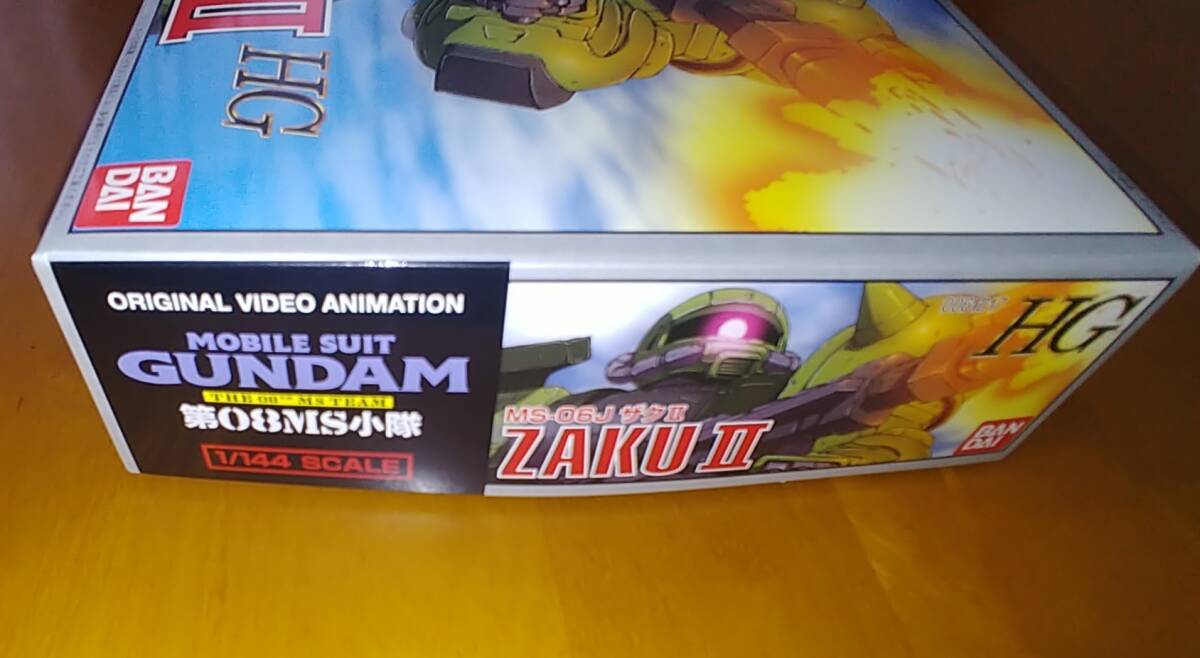 II
HG
BAN
DAI
ORIGINAL VIDEO ANIMATION
MOBILE SUIT
GUNDAM
THE 08TH MS TEAM
第08MS小隊
1/144 SCALE
MS-06J ザクII
ZAKU II
HG
BAN
DAI